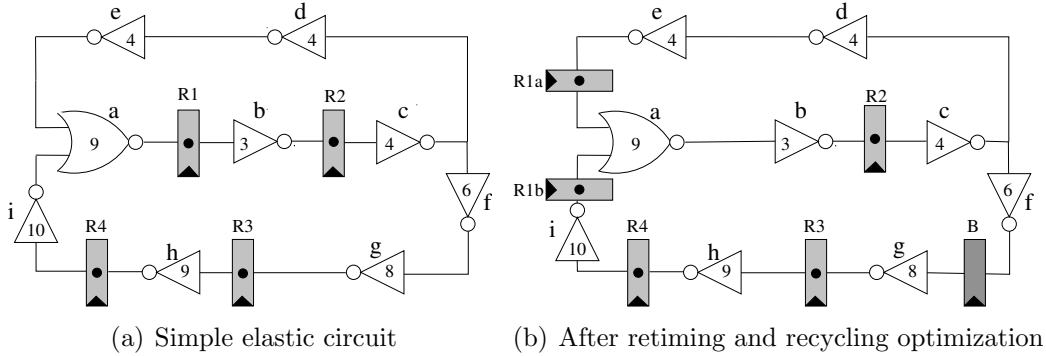 e d e d
4 4 4 4
R1a
a R1 b R2 c a b R2 c
9 3 4 9 3 4
R1b
6 f 6 f
i R4 h R3 g i R4 h R3 g B
10 9 8 10 9 8
(a) Simple elastic circuit (b) After retiming and recycling optimization